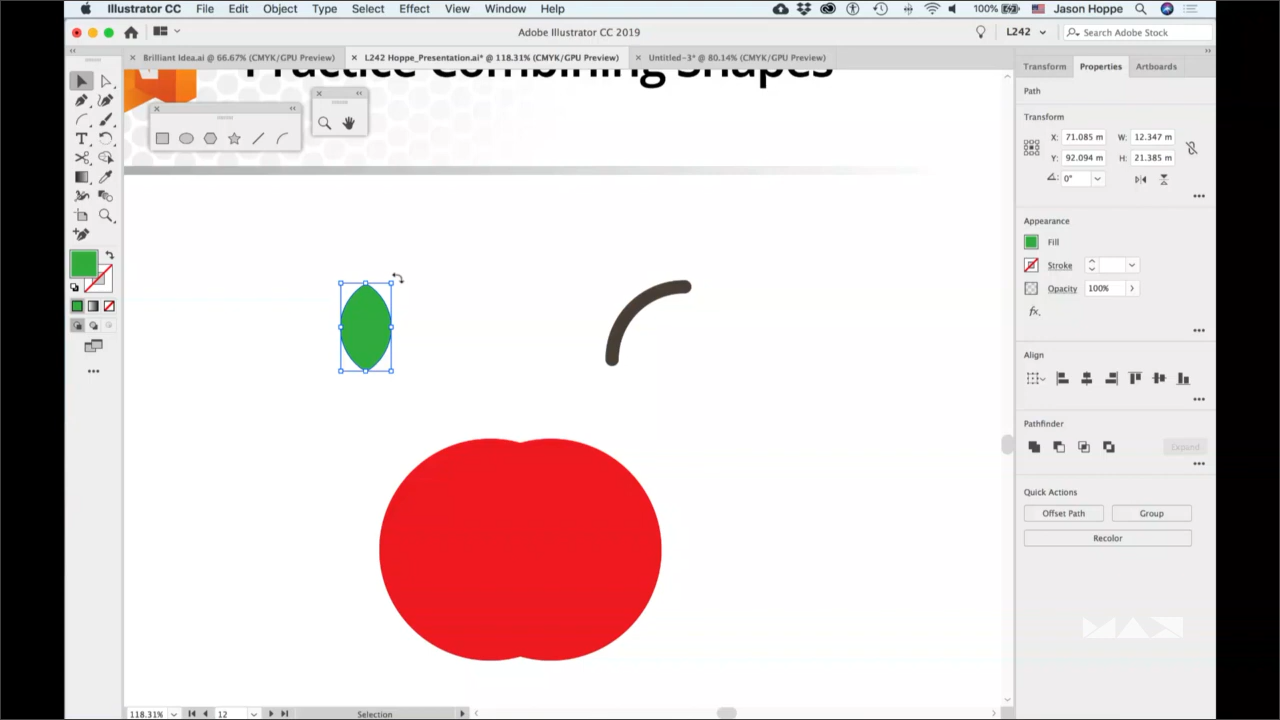 Illustrator CC File Edit Object Type Select Effect View Window Help 100% Jason Hoppe
Adobe Illustrator CC 2019 L242 Search Adobe Stock
Brilliant Idea.ai @ 66.67% (CMYK/GPU Preview) L242 Hoppe_Presentation.ai* @ 118.31% (CMYK/GPU Preview) Untitled-3* @ 80.14% (CMYK/GPU Preview)
Practice Combining Shapes
Transform Properties Artboards
Path
Transform
X: 71.085 m W: 12.347 m
Y: 92.094 m H: 21.385 m
0°
Appearance
Fill
Stroke
Opacity 100%
fx.
Align
Pathfinder
Expand
Quick Actions
Offset Path Group
Recolor
MAX
118.31% 12 Selection